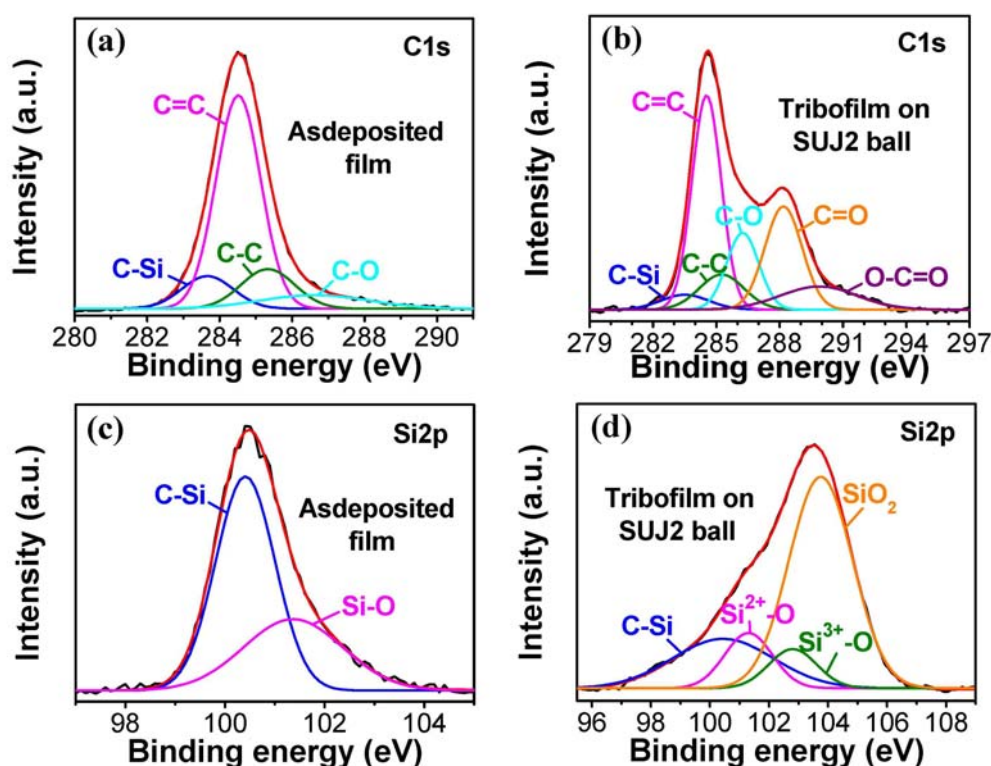 (a)
C1s
C=C
Asdeposited
film
C-Si
C-C
C-O
280 282 284 286 288 290
Binding energy (eV)
Intensity (a.u.)
(b)
C1s
C=C
Tribofilm on
SUJ2 ball
C-O
C=O
C-Si
C-C
O-C=O
279 282 285 288 291 294 297
Binding energy (eV)
Intensity (a.u.)
(c)
Si2p
C-Si
Asdeposited
film
Si-O
98 100 102 104
Binding energy (eV)
Intensity (a.u.)
(d)
Si2p
Tribofilm on
SUJ2 ball
SiO₂
C-Si
Si²⁺-O
Si³⁺-O
96 98 100 102 104 106 108
Binding energy (eV)
Intensity (a.u.)